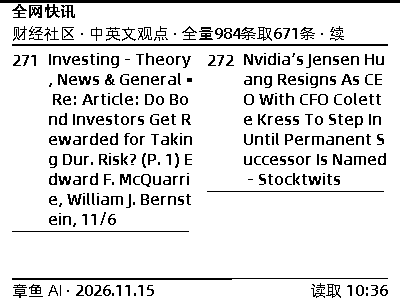 全网快讯
财经社区 · 中英文观点 · 全量984条取671条 · 续
271 Investing - Theory
, News & General •
Re: Article: Do Bo
nd Investors Get R
ewarded for Takin
g Dur. Risk? (P. 1) E
dward F. McQuarri
e, William J. Bernst
ein, 11/6
272 Nvidia's Jensen Hu
ang Resigns As CE
O With CFO Colett
e Kress To Step In
Until Permanent S
uccessor Is Named
- Stocktwits
章鱼 AI · 2026.11.15
读取 10:36